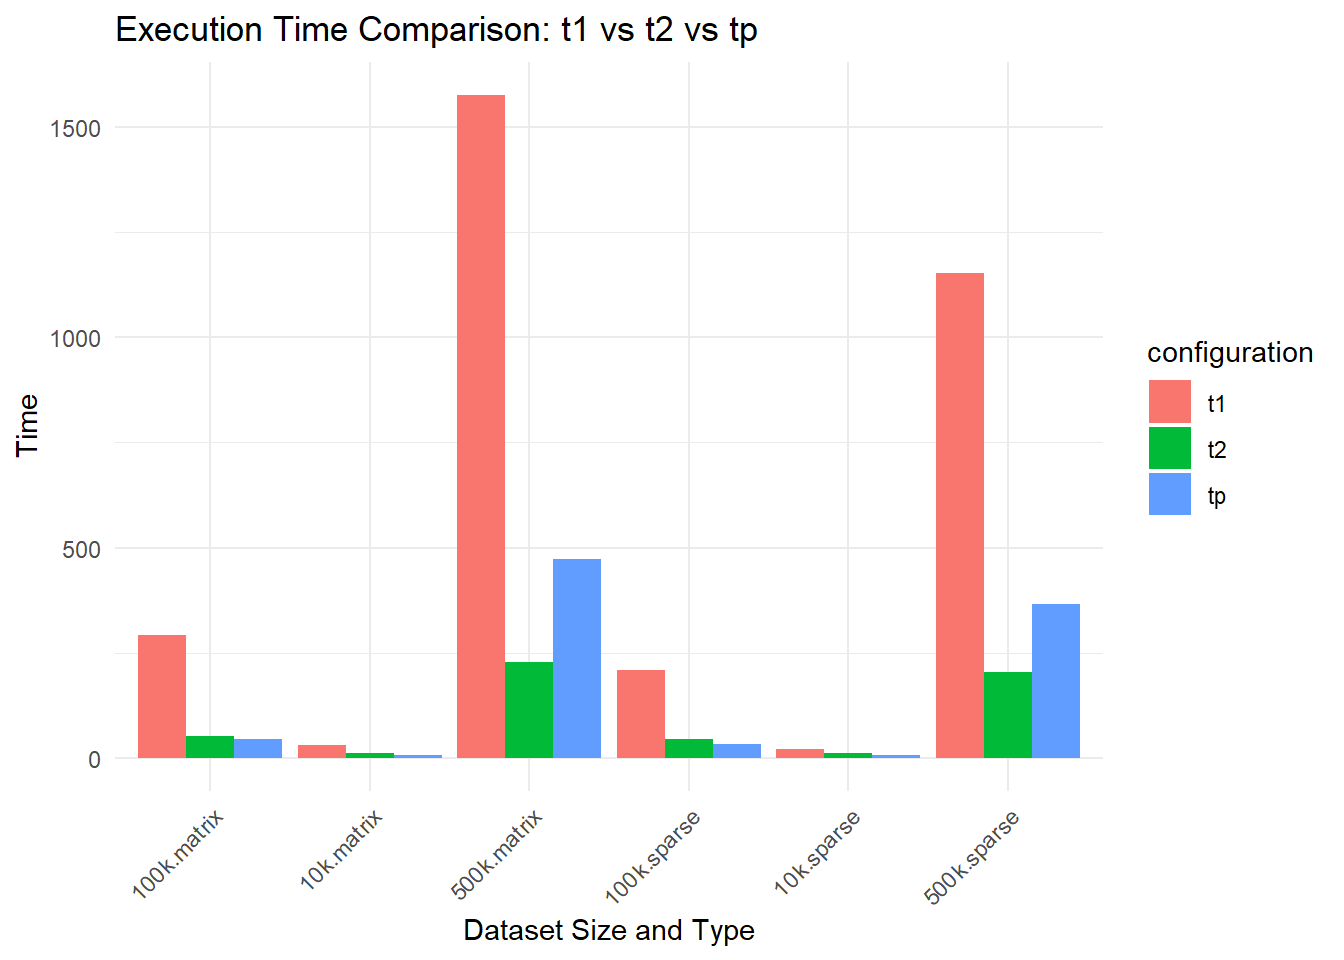 Execution Time Comparison: t1 vs t2 vs tp
Time
1500
1000
500
0
100k.matrix
10k.matrix
500k.matrix
100k.sparse
10k.sparse
500k.sparse
Dataset Size and Type
configuration
t1
t2
tp